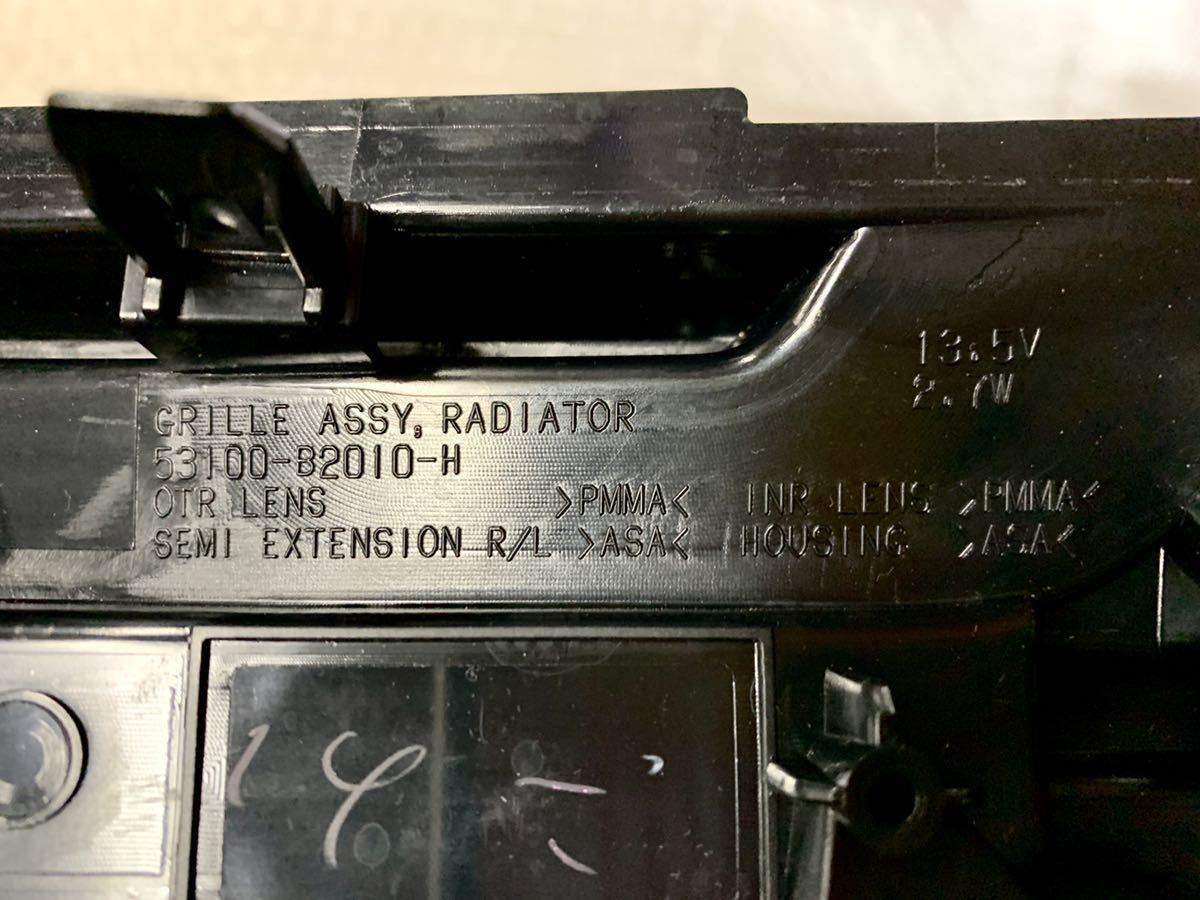 13.5V
2.7W
GRILLE ASSY, RADIATOR
53100-B2010-H
OTR LENS >PMMA< INR LENS >PMMA<
SEMI EXTENSION R/L >ASA< HOUSING >ASA<